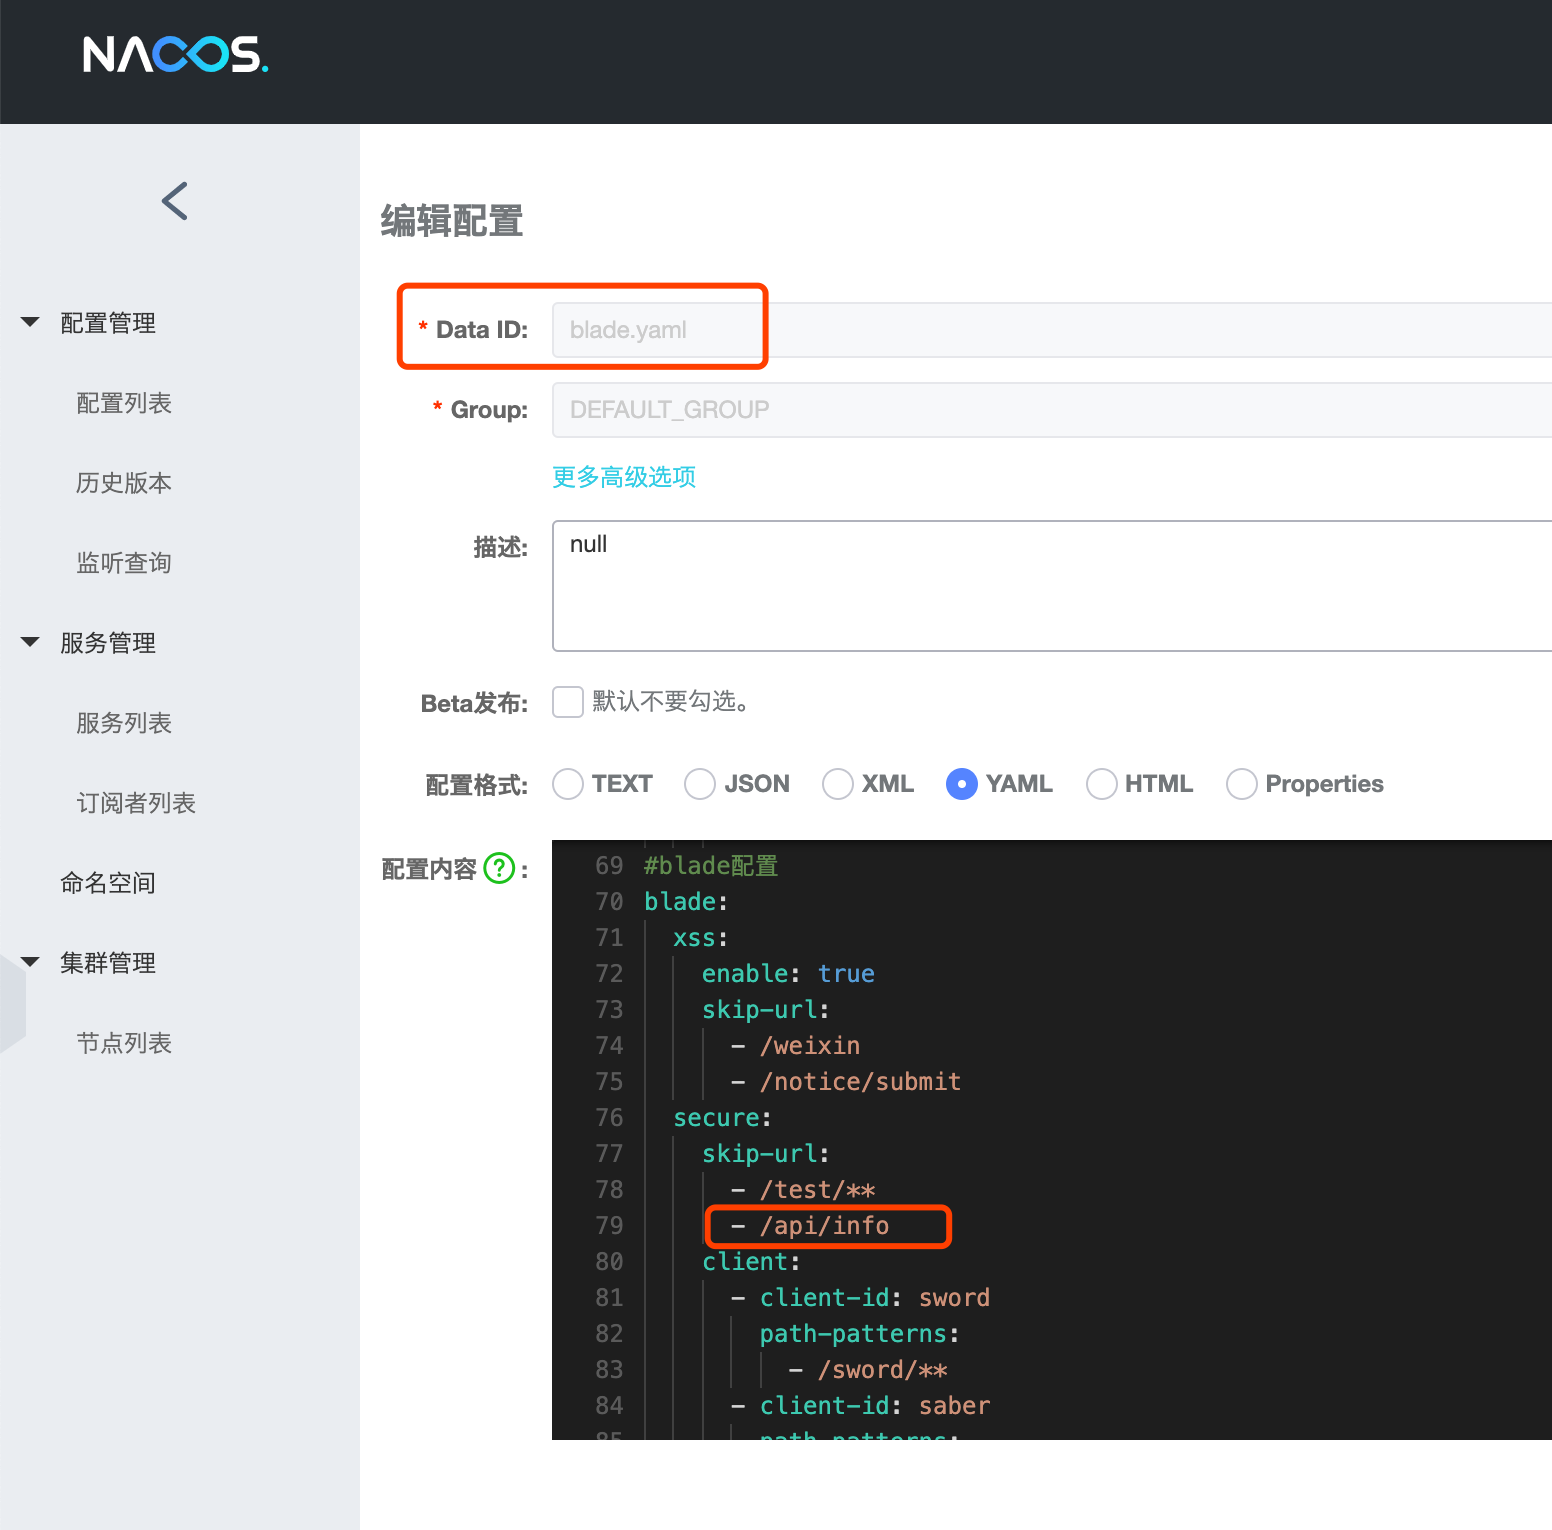 NACOS.
配置管理
配置列表
历史版本
监听查询
服务管理
服务列表
订阅者列表
命名空间
集群管理
节点列表
编辑配置
* Data ID: blade.yaml
* Group: DEFAULT_GROUP
更多高级选项
描述: null
Beta发布: 默认不要勾选。
配置格式: TEXT JSON XML YAML HTML Properties
配置内容 ? :
69 #blade配置
70 blade:
71 xss:
72 enable: true
73 skip-url:
74 - /weixin
75 - /notice/submit
76 secure:
77 skip-url:
78 - /test/**
79 - /api/info
80 client:
81 - client-id: sword
82 path-patterns:
83 - /sword/**
84 - client-id: saber
85 path-patterns: